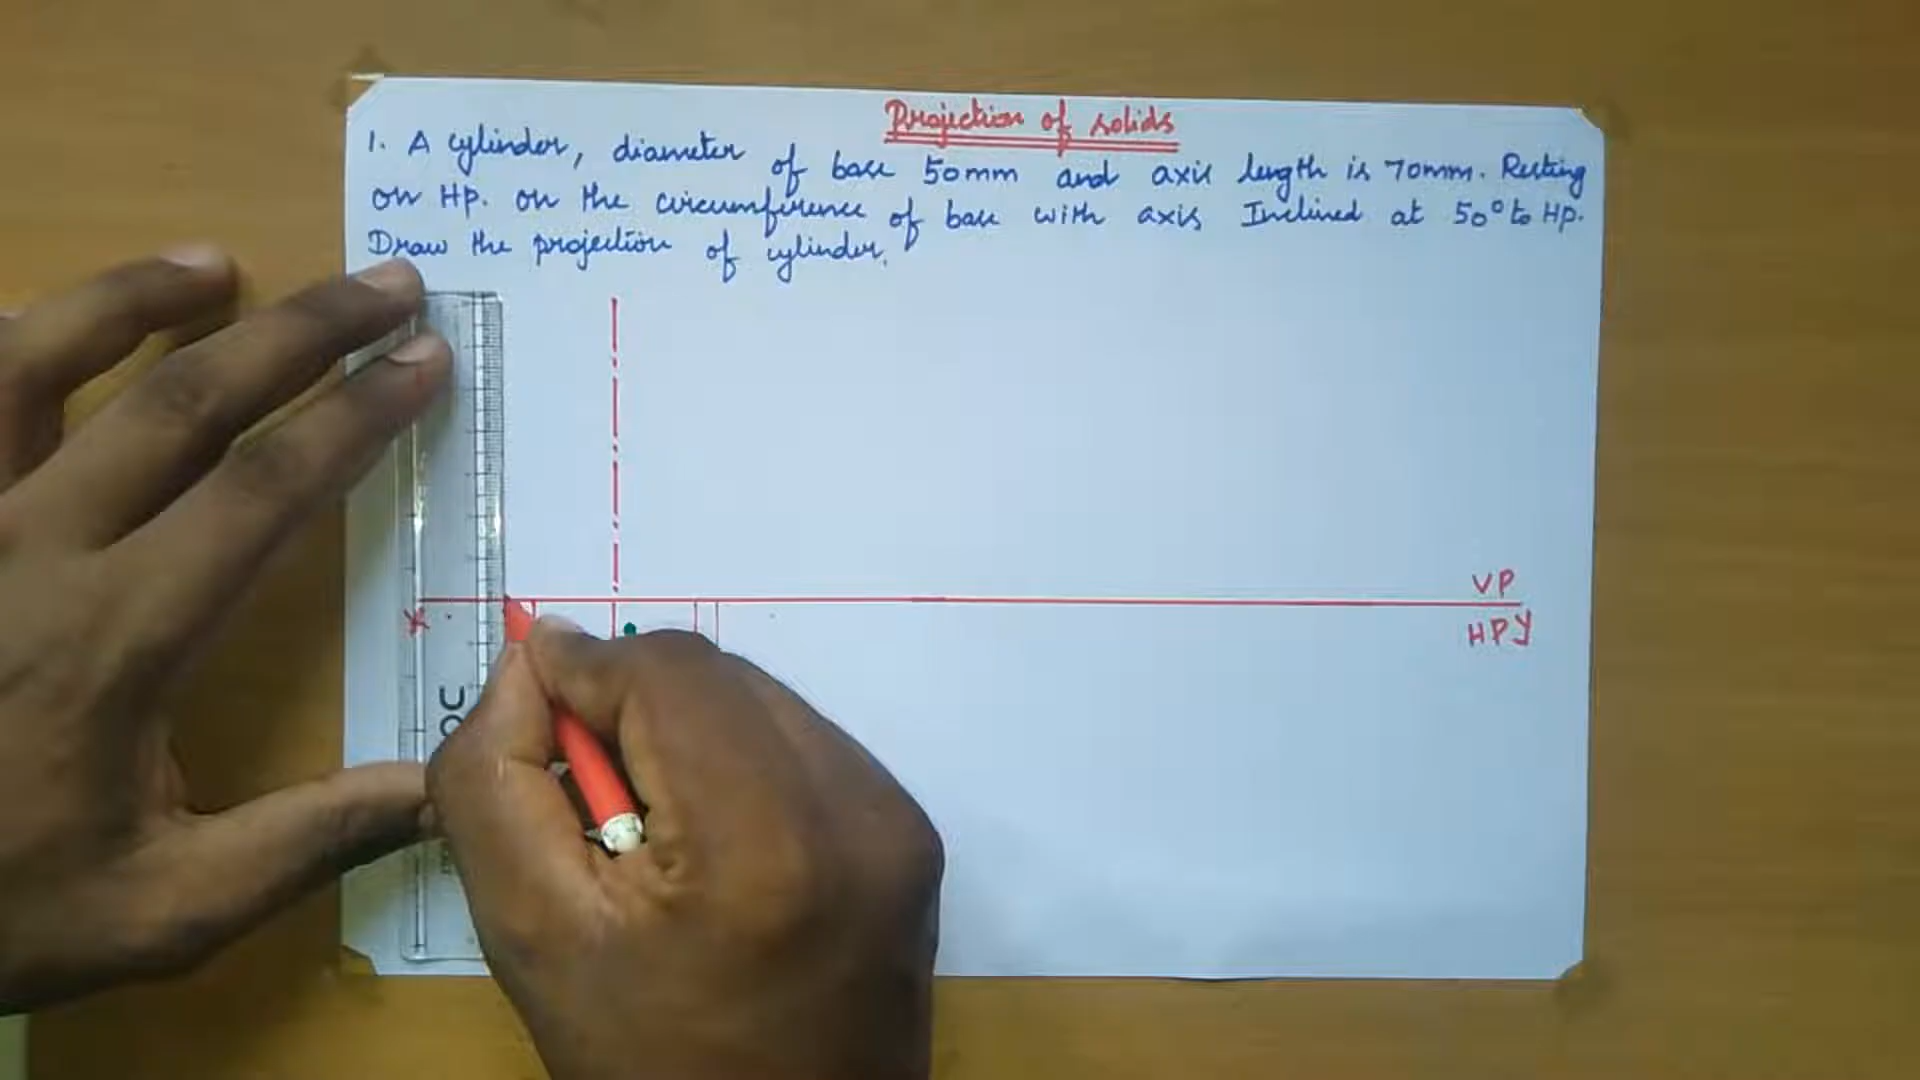 Projection of solids
1. A cylinder, diameter of base 50mm and axis length is 70mm. Resting
on HP. on the circumference of base with axis Inclined at 50° to HP.
Draw the projection of cylinder.
VP
X
HP Y